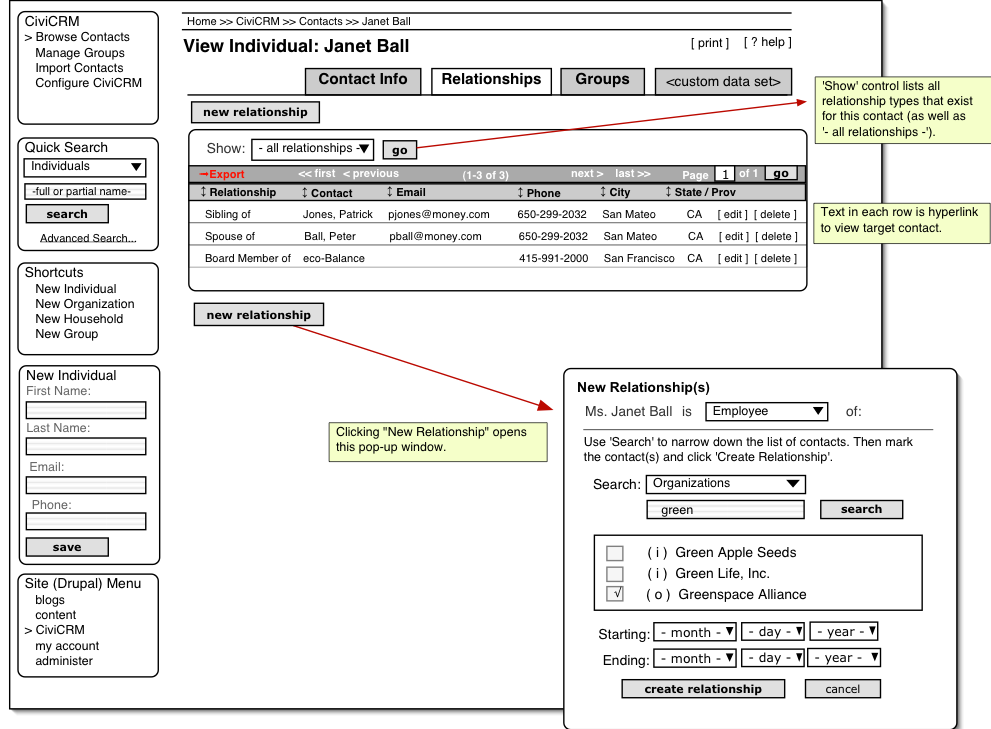 CiviCRM
> Browse Contacts
Manage Groups
Import Contacts
Configure CiviCRM
Quick Search
Individuals
-full or partial name-
search
Advanced Search...
Shortcuts
New Individual
New Organization
New Household
New Group
New Individual
First Name:
Last Name:
Email:
Phone:
save
Site (Drupal) Menu
blogs
content
> CiviCRM
my account
administer
Home >> CiviCRM >> Contacts >> Janet Ball
View Individual: Janet Ball
[ print ] [ ? help ]
Contact Info Relationships Groups <custom data set>
new relationship
Show: - all relationships - go
→Export << first < previous (1-3 of 3) next > last >> Page 1 of 1 go
↕ Relationship ↕ Contact ↕ Email ↕ Phone ↕ City ↕ State / Prov
Sibling of Jones, Patrick pjones@money.com 650-299-2032 San Mateo CA [ edit ] [ delete ]
Spouse of Ball, Peter pball@money.com 650-299-2032 San Mateo CA [ edit ] [ delete ]
Board Member of eco-Balance 415-991-2000 San Francisco CA [ edit ] [ delete ]
new relationship
'Show' control lists all
relationship types that exist
for this contact (as well as
'- all relationships -').
Text in each row is hyperlink
to view target contact.
Clicking "New Relationship" opens
this pop-up window.
New Relationship(s)
Ms. Janet Ball is Employee of:
Use 'Search' to narrow down the list of contacts. Then mark
the contact(s) and click 'Create Relationship'.
Search: Organizations
green search
( i ) Green Apple Seeds
( i ) Green Life, Inc.
√ ( o ) Greenspace Alliance
Starting: - month - - day - - year -
Ending: - month - - day - - year -
create relationship cancel